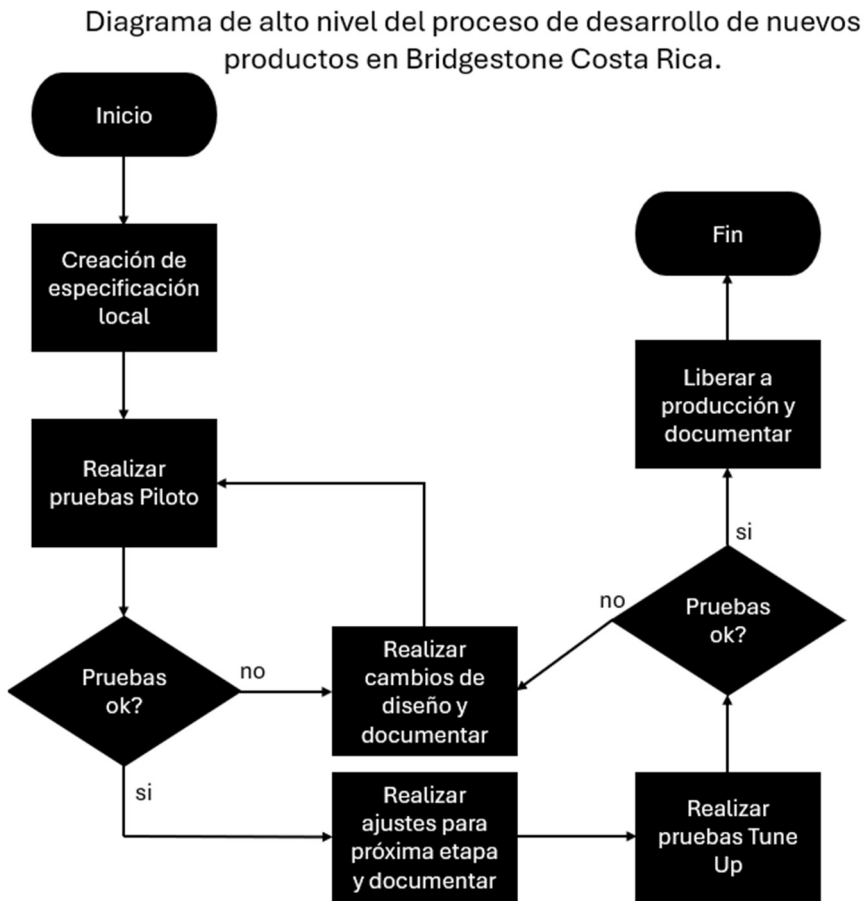 Diagrama de alto nivel del proceso de desarrollo de nuevos
productos en Bridgestone Costa Rica.
Inicio
Creación de
especificación
local
Realizar
pruebas Piloto
Pruebas
ok?
no
si
Realizar
cambios de
diseño y
documentar
Realizar
ajustes para
próxima etapa
y documentar
Realizar
pruebas Tune
Up
Pruebas
ok?
no
si
Liberar a
producción y
documentar
Fin